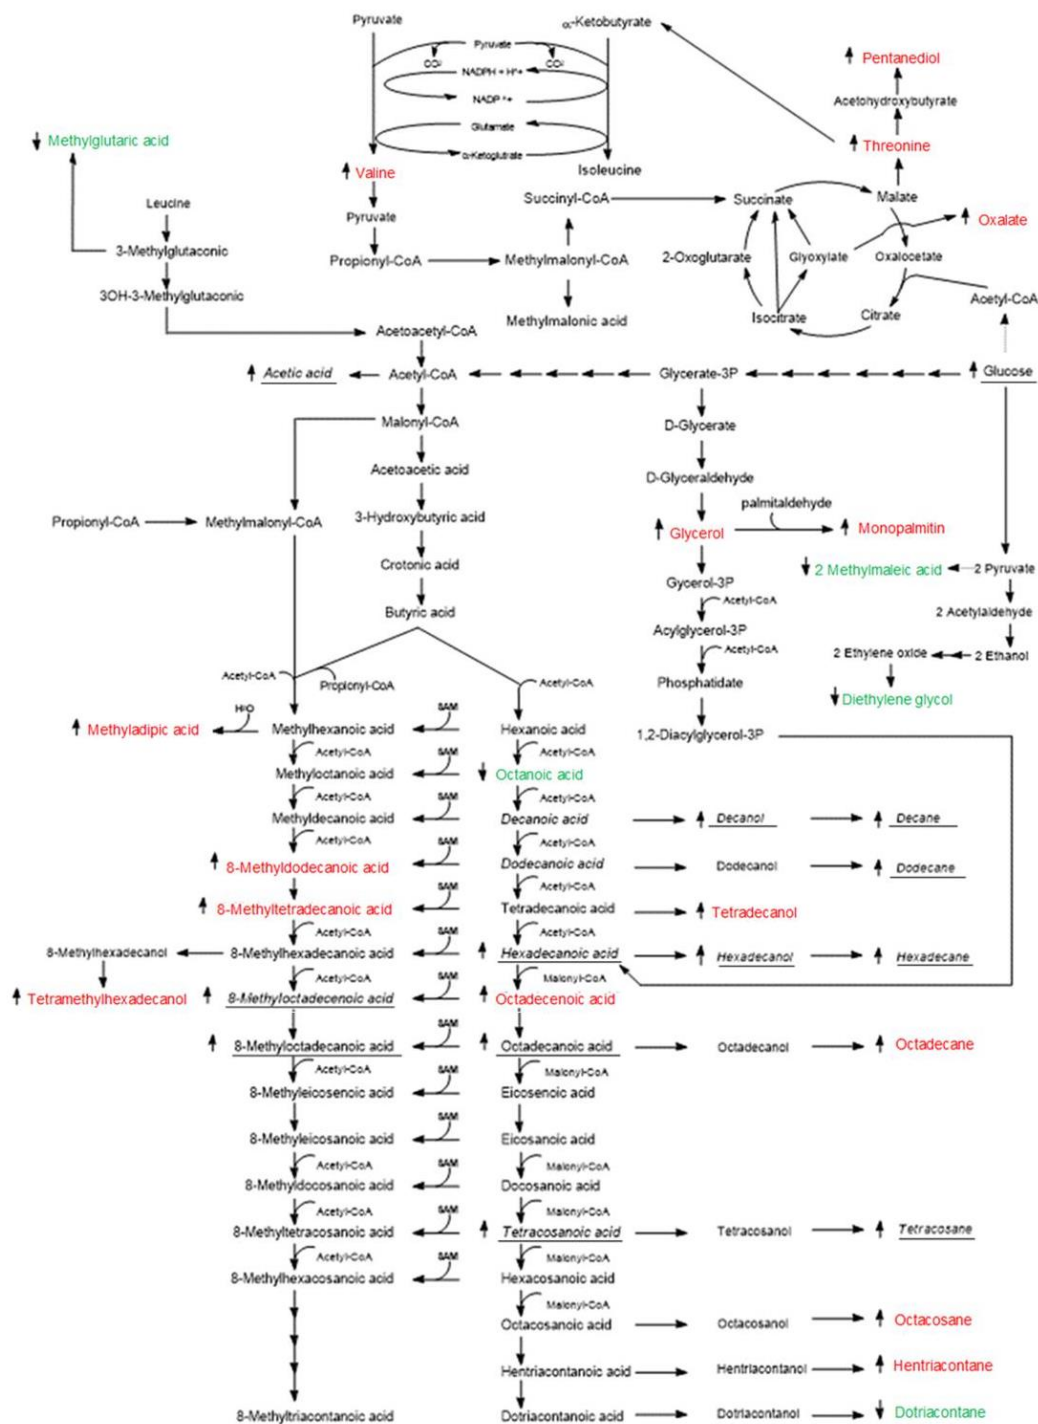 Pyruvate
α-Ketobutyrate
Pyruvate
CO²
CO²
NADPH + H⁺+
NADP ⁺+
Glutamate
α-Ketoglutrate
Pentanediol
Acetohydroxybutyrate
Threonine
Methylglutaric acid
Valine
Isoleucine
Leucine
Pyruvate
Succinyl-CoA
Succinate
Malate
Oxalate
3-Methylglutaconic
Propionyl-CoA
Methylmalonyl-CoA
2-Oxoglutarate
Glyoxylate
Oxalocetate
3OH-3-Methylglutaconic
Acetyl-CoA
Methylmalonic acid
Isocitrate
Citrate
Acetoacetyl-CoA
Acetic acid
Acetyl-CoA
Glycerate-3P
Glucose
Malonyl-CoA
D-Glycerate
Acetoacetic acid
D-Glyceraldehyde
palmitaldehyde
Propionyl-CoA
Methylmalonyl-CoA
3-Hydroxybutyric acid
Glycerol
Monopalmitin
Crotonic acid
2 Methylmaleic acid
2 Pyruvate
Gycerol-3P
Acetyl-CoA
Butyric acid
2 Acetylaldehyde
Acylglycerol-3P
Acetyl-CoA
2 Ethylene oxide
2 Ethanol
Acetyl-CoA
Propionyl-CoA
Acetyl-CoA
Phosphatidate
Diethylene glycol
Methyladipic acid
H²O
Methylhexanoic acid
SAM
Hexanoic acid
1,2-Diacylglycerol-3P
Acetyl-CoA
Acetyl-CoA
Methyloctanoic acid
SAM
Octanoic acid
Acetyl-CoA
Acetyl-CoA
Methyldecanoic acid
SAM
Decanoic acid
Decanol
Decane
Acetyl-CoA
Acetyl-CoA
8-Methyldodecanoic acid
SAM
Dodecanoic acid
Dodecanol
Dodecane
Acetyl-CoA
8-Methyltetradecanoic acid
SAM
Tetradecanoic acid
Tetradecanol
Acetyl-CoA
Acetyl-CoA
8-Methylhexadecanol
8-Methylhexadecanoic acid
SAM
Hexadecanoic acid
Hexadecanol
Hexadecane
Acetyl-CoA
Malonyl-CoA
Tetramethylhexadecanol
8-Methyloctadecenoic acid
SAM
Octadecenoic acid
8-Methyloctadecanoic acid
SAM
Octadecanoic acid
Octadecanol
Octadecane
Acetyl-CoA
Malonyl-CoA
8-Methyleicosenoic acid
SAM
Eicosenoic acid
8-Methyleicosanoic acid
SAM
Eicosanoic acid
Acetyl-CoA
Malonyl-CoA
8-Methyldocosanoic acid
SAM
Docosanoic acid
Acetyl-CoA
Malonyl-CoA
8-Methyltetracosanoic acid
SAM
Tetracosanoic acid
Tetracosanol
Tetracosane
Acetyl-CoA
Malonyl-CoA
8-Methylhexacosanoic acid
SAM
Hexacosanoic acid
Malonyl-CoA
Octacosanoic acid
Octacosanol
Octacosane
Hentriacontanoic acid
Hentriacontanol
Hentriacontane
8-Methyltriacontanoic acid
Dotriacontanoic acid
Dotriacontanol
Dotriacontane